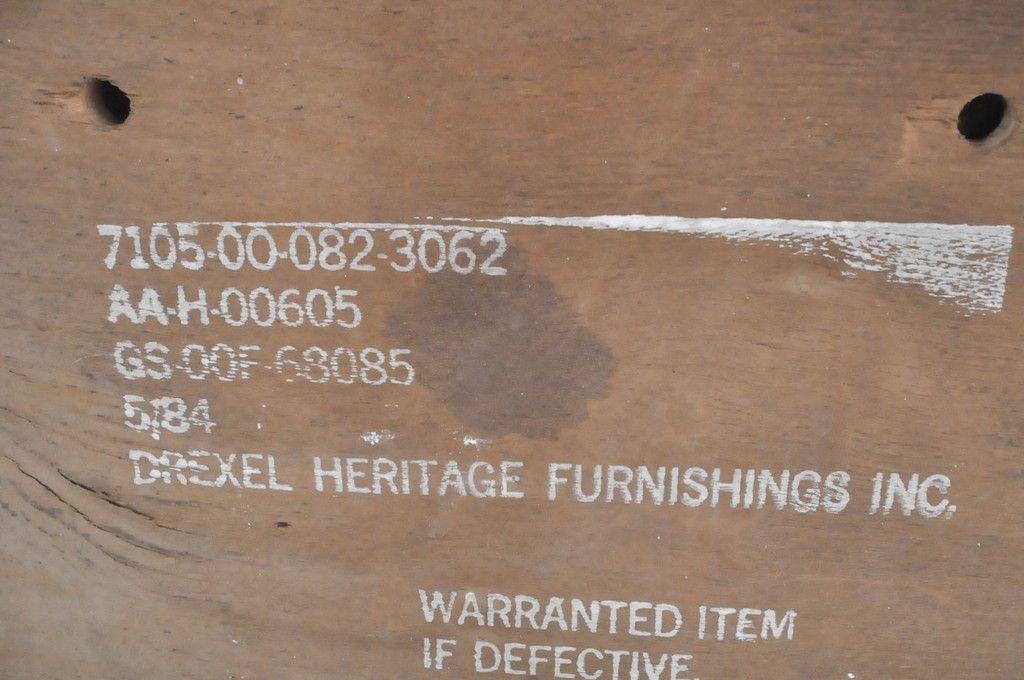 7105-00-082-3062
AA-H-00605
GS-00F-68085
5/84
DREXEL HERITAGE FURNISHINGS INC.
WARRANTED ITEM
IF DEFECTIVE